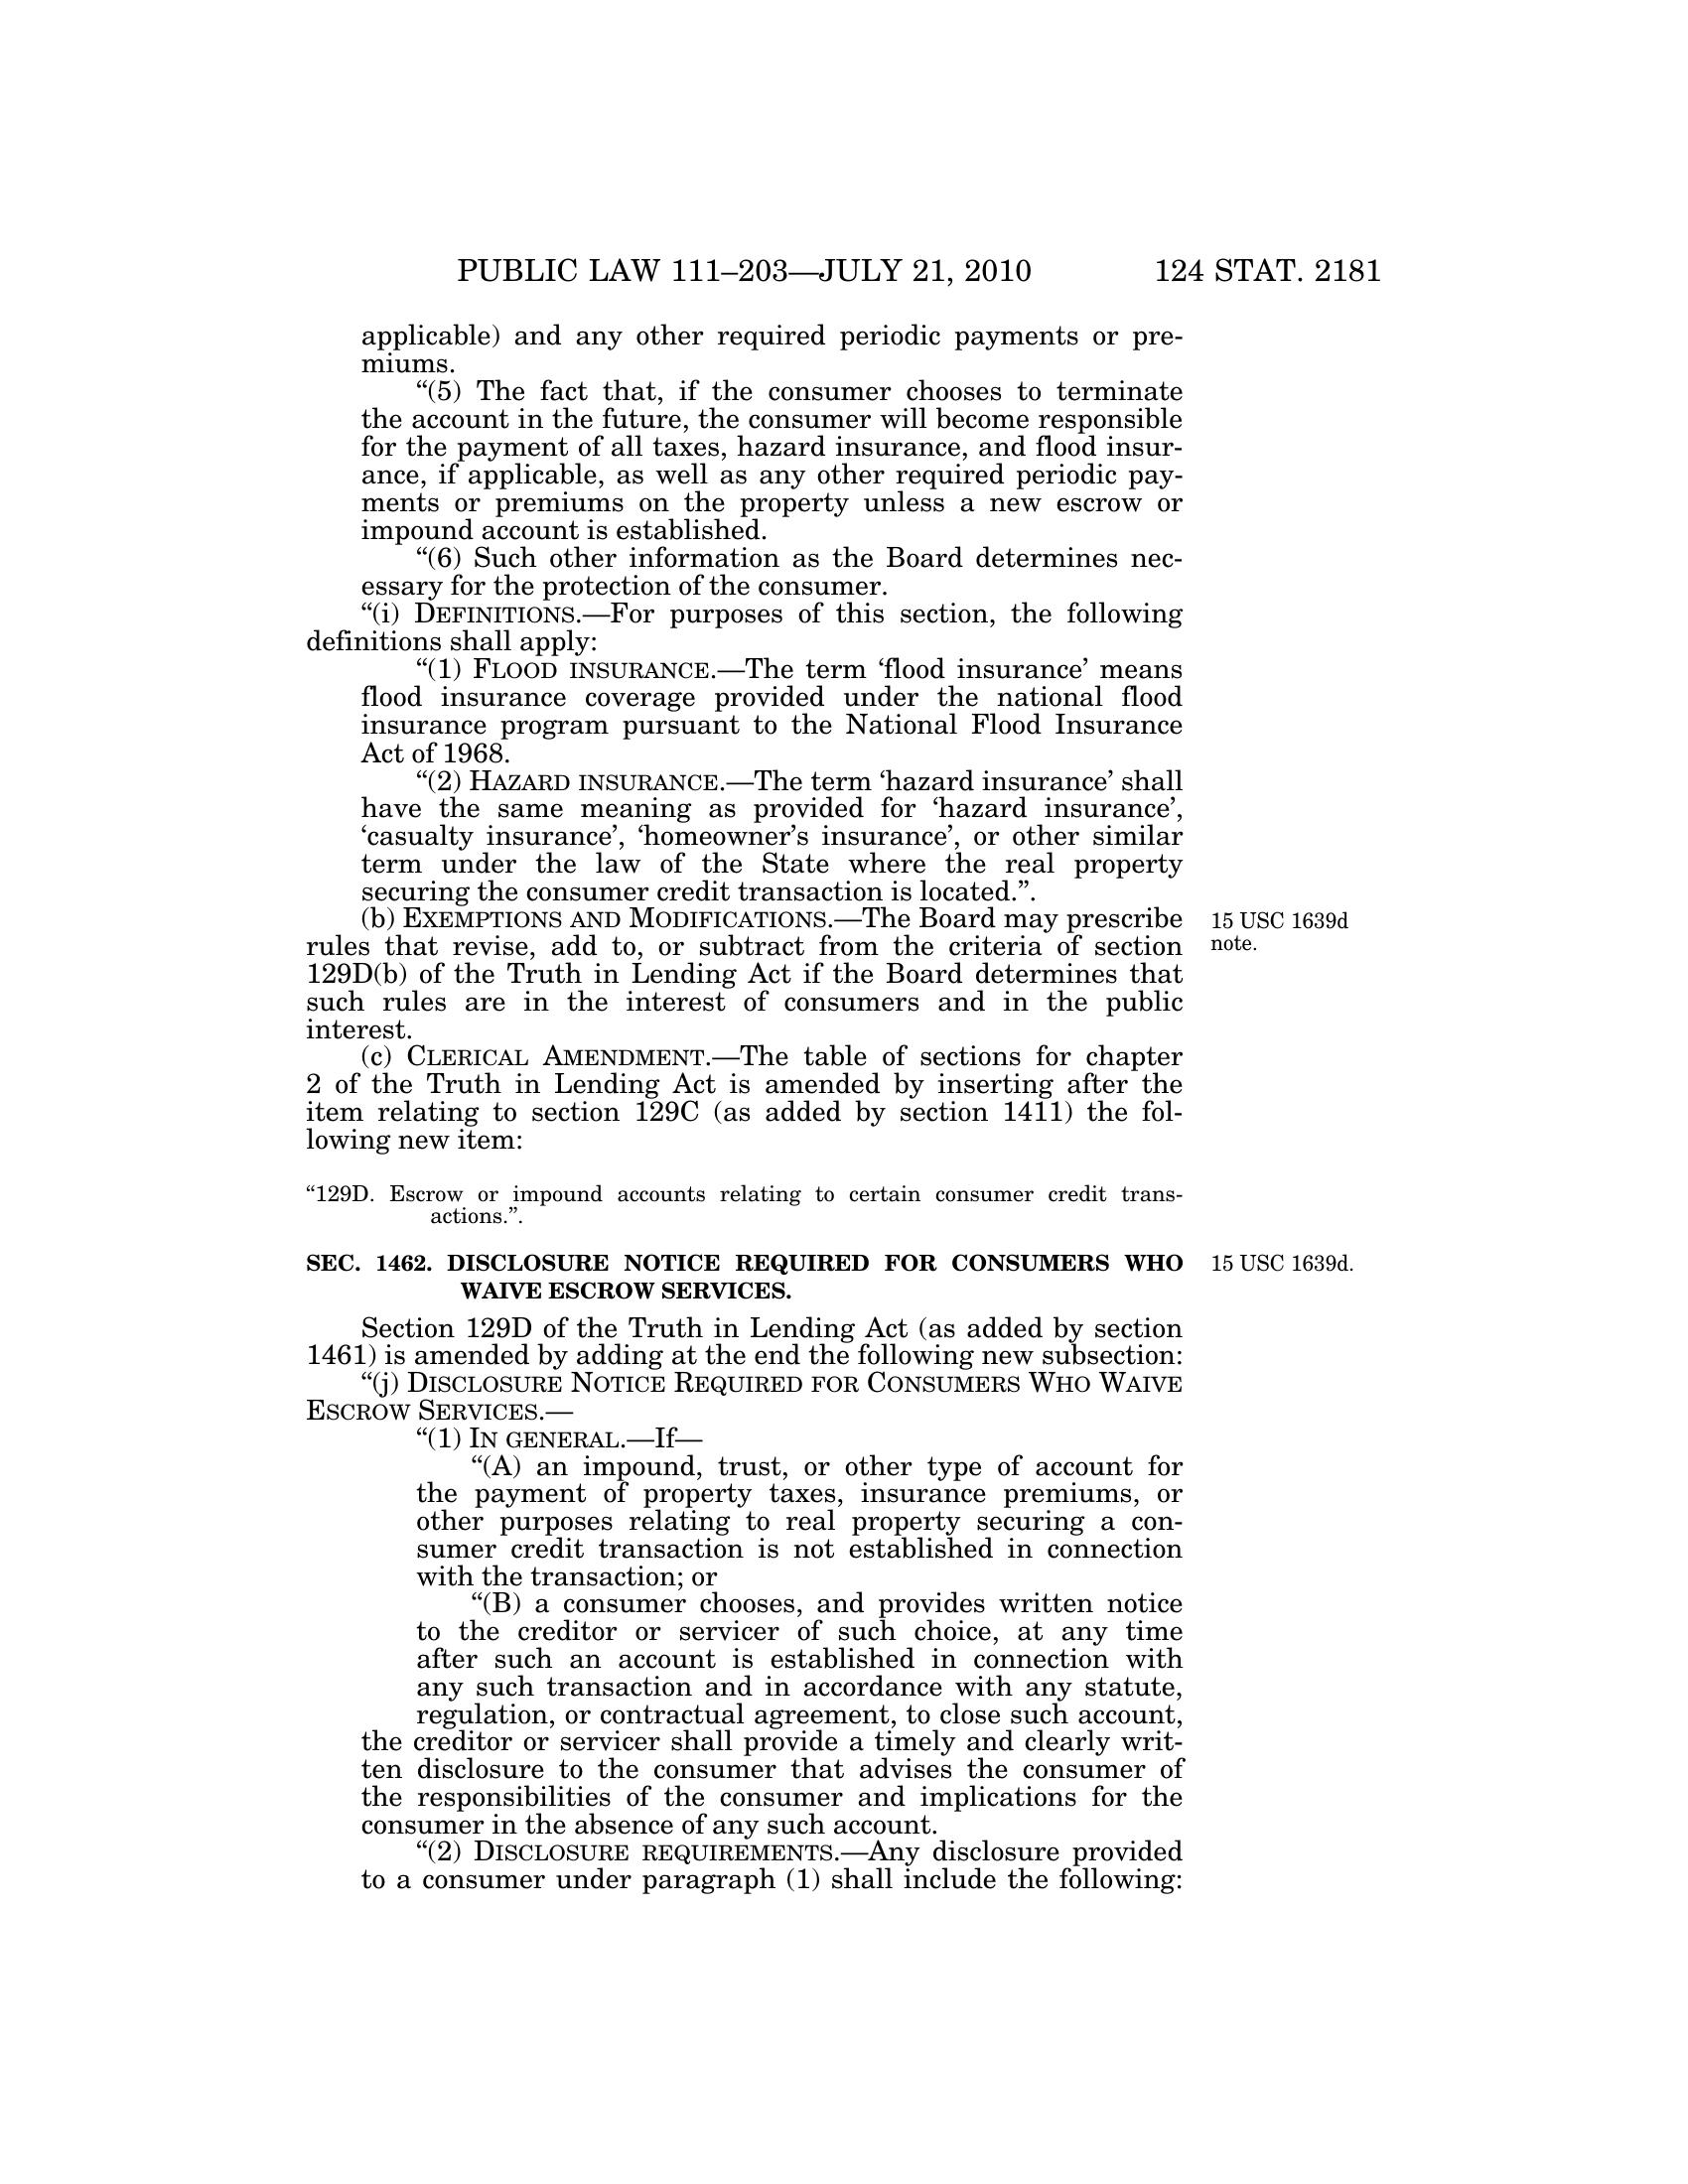 PUBLIC LAW 111–203—JULY 21, 2010 124 STAT. 2181
applicable) and any other required periodic payments or pre-
miums.
“(5) The fact that, if the consumer chooses to terminate
the account in the future, the consumer will become responsible
for the payment of all taxes, hazard insurance, and flood insur-
ance, if applicable, as well as any other required periodic pay-
ments or premiums on the property unless a new escrow or
impound account is established.
“(6) Such other information as the Board determines nec-
essary for the protection of the consumer.
“(i) DEFINITIONS.—For purposes of this section, the following
definitions shall apply:
“(1) FLOOD INSURANCE.—The term ‘flood insurance’ means
flood insurance coverage provided under the national flood
insurance program pursuant to the National Flood Insurance
Act of 1968.
“(2) HAZARD INSURANCE.—The term ‘hazard insurance’ shall
have the same meaning as provided for ‘hazard insurance’,
‘casualty insurance’, ‘homeowner’s insurance’, or other similar
term under the law of the State where the real property
securing the consumer credit transaction is located.”.
(b) EXEMPTIONS AND MODIFICATIONS.—The Board may prescribe
rules that revise, add to, or subtract from the criteria of section
129D(b) of the Truth in Lending Act if the Board determines that
such rules are in the interest of consumers and in the public
interest.
15 USC 1639d
note.
(c) CLERICAL AMENDMENT.—The table of sections for chapter
2 of the Truth in Lending Act is amended by inserting after the
item relating to section 129C (as added by section 1411) the fol-
lowing new item:
“129D. Escrow or impound accounts relating to certain consumer credit trans-
actions.”.
SEC. 1462. DISCLOSURE NOTICE REQUIRED FOR CONSUMERS WHO
WAIVE ESCROW SERVICES.
15 USC 1639d.
Section 129D of the Truth in Lending Act (as added by section
1461) is amended by adding at the end the following new subsection:
“(j) DISCLOSURE NOTICE REQUIRED FOR CONSUMERS WHO WAIVE
ESCROW SERVICES.—
“(1) IN GENERAL.—If—
“(A) an impound, trust, or other type of account for
the payment of property taxes, insurance premiums, or
other purposes relating to real property securing a con-
sumer credit transaction is not established in connection
with the transaction; or
“(B) a consumer chooses, and provides written notice
to the creditor or servicer of such choice, at any time
after such an account is established in connection with
any such transaction and in accordance with any statute,
regulation, or contractual agreement, to close such account,
the creditor or servicer shall provide a timely and clearly writ-
ten disclosure to the consumer that advises the consumer of
the responsibilities of the consumer and implications for the
consumer in the absence of any such account.
“(2) DISCLOSURE REQUIREMENTS.—Any disclosure provided
to a consumer under paragraph (1) shall include the following: